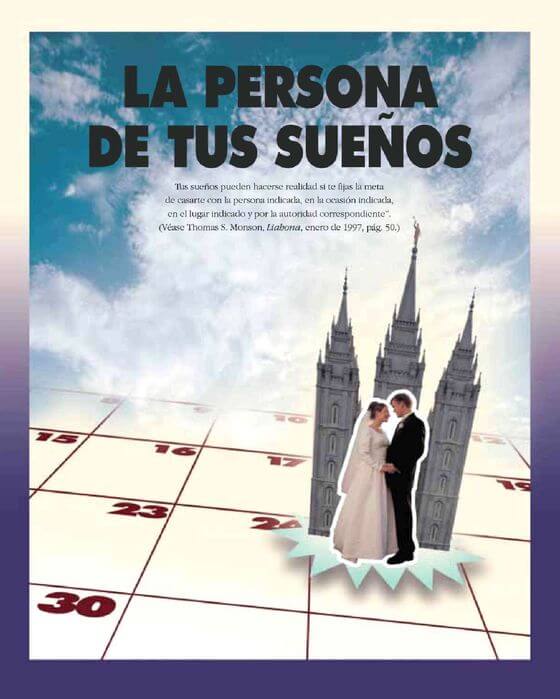 LA PERSONA
DE TUS SUEÑOS
Tus sueños pueden hacerse realidad si te fijas la meta
de casarte con la persona indicada, en la ocasión indicada,
en el lugar indicado y por la autoridad correspondiente”.
(Véase Thomas S. Monson, Liahona, enero de 1997, pág. 50.)
10
15 16 17 19
23 24
30